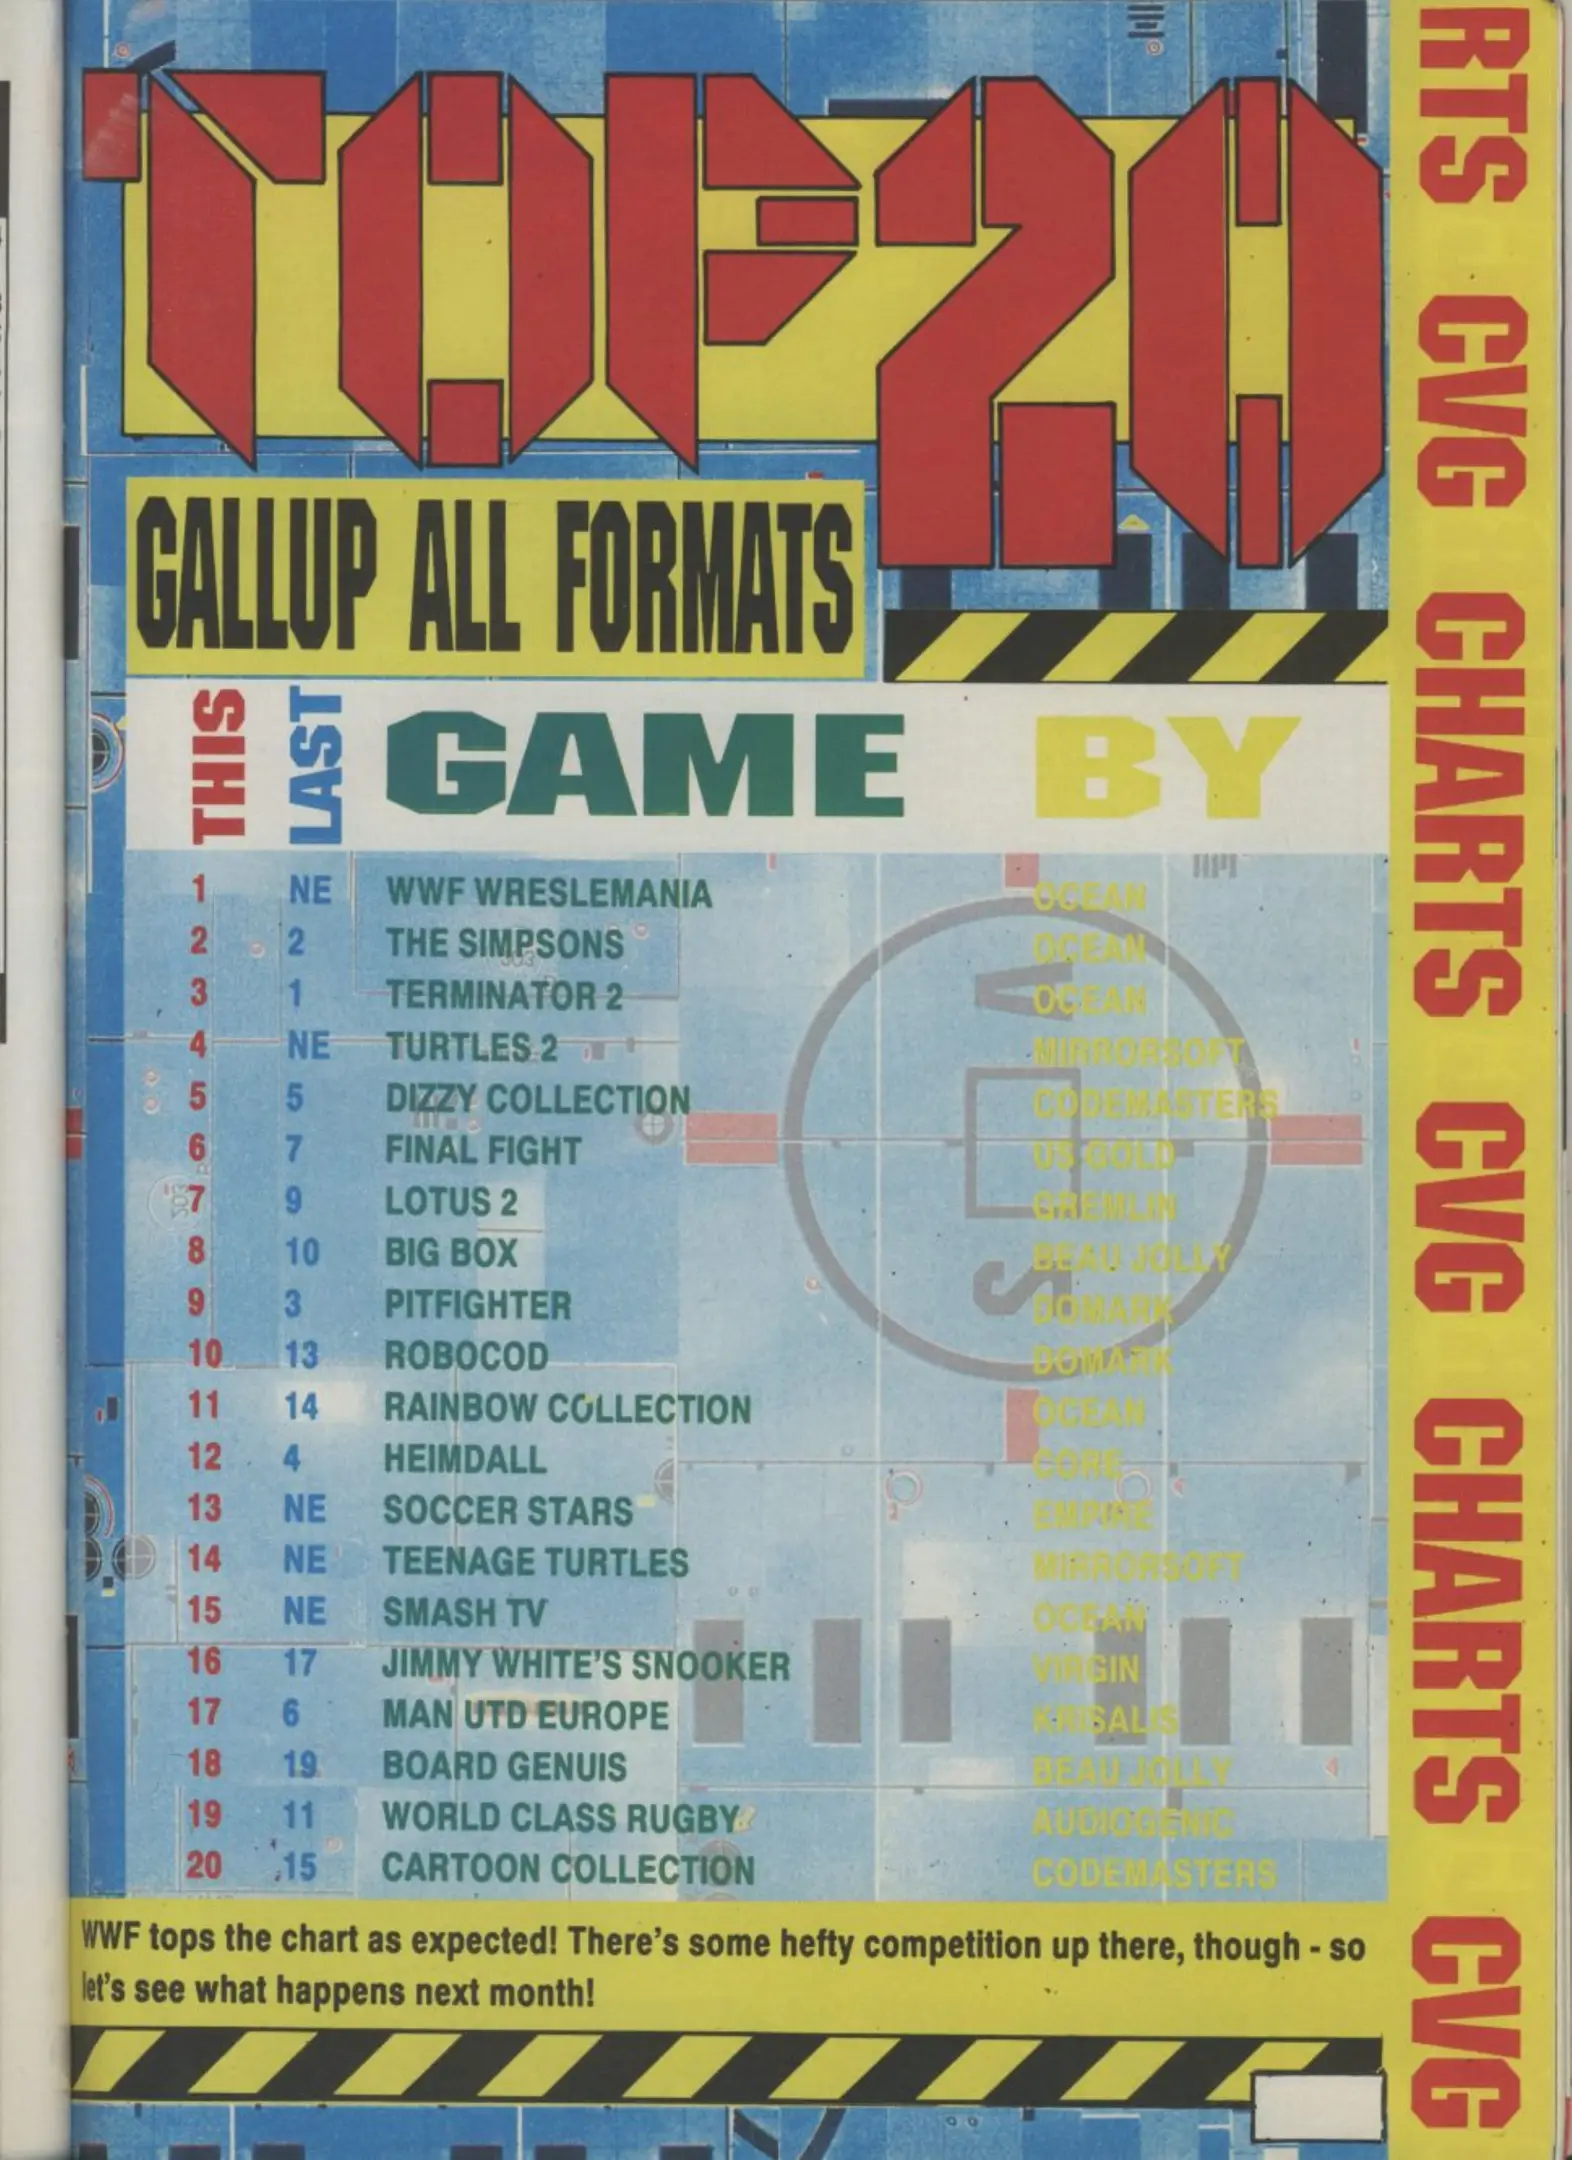 TOP 20
GALLUP ALL FORMATS
THIS LAST GAME BY
1 NE WWF WRESLEMANIA OCEAN
2 2 THE SIMPSONS OCEAN
3 1 TERMINATOR 2 OCEAN
4 NE TURTLES 2 MIRRORSOFT
5 5 DIZZY COLLECTION CODEMASTERS
6 7 FINAL FIGHT US GOLD
7 9 LOTUS 2 GREMLIN
8 10 BIG BOX BEAU JOLLY
9 3 PITFIGHTER DOMARK
10 13 ROBOCOD DOMARK
11 14 RAINBOW COLLECTION OCEAN
12 4 HEIMDALL CORE
13 NE SOCCER STARS EMPIRE
14 NE TEENAGE TURTLES MIRRORSOFT
15 NE SMASH TV OCEAN
16 17 JIMMY WHITE'S SNOOKER VIRGIN
17 6 MAN UTD EUROPE KRISALIS
18 19 BOARD GENUIS BEAU JOLLY
19 11 WORLD CLASS RUGBY AUDIOGENIC
20 15 CARTOON COLLECTION CODEMASTERS
WWF tops the chart as expected! There's some hefty competition up there, though - so
let's see what happens next month!
RTS CVG CHARTS CVG CHARTS CVG